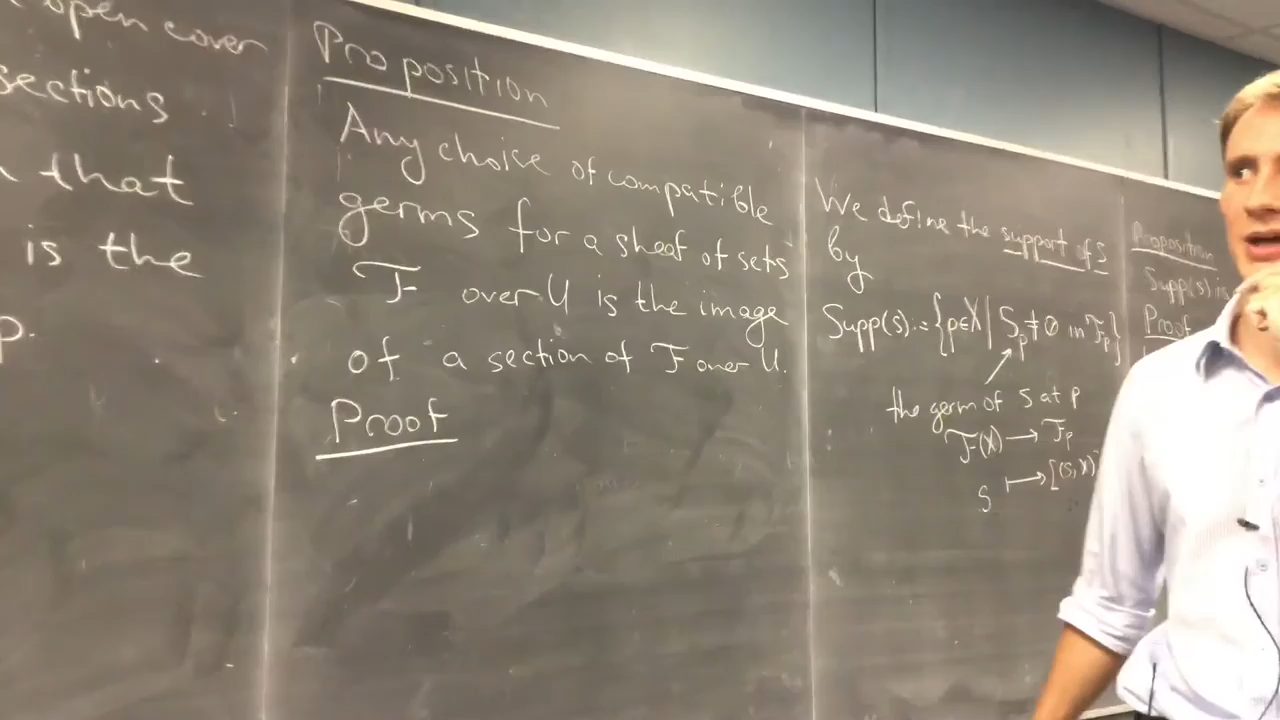 open cover
sections
that
is the
p.
Proposition
Any choice of compatible
germs for a sheaf of sets
F over U is the image
of a section of F over U.
Proof
We define the support of s
by
Supp(s) := {p∈X | S_p ≠ 0 in F_p}
the germ of s at p
F(X) → F_p
s ↦ [(s,X)]
Proposition
Supp(s) is
Proof